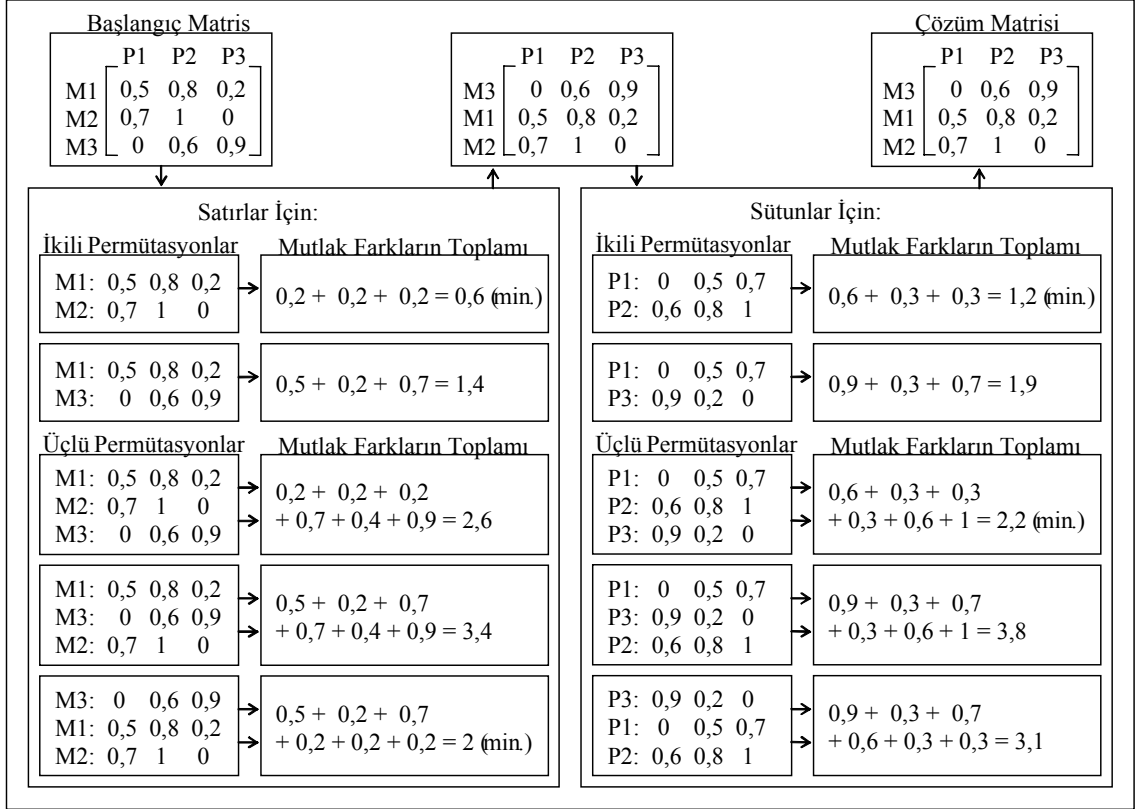 Başlangıç Matris
P1 P2 P3
M1 0,5 0,8 0,2
M2 0,7 1 0
M3 0 0,6 0,9
P1 P2 P3
M3 0 0,6 0,9
M1 0,5 0,8 0,2
M2 0,7 1 0
Çözüm Matrisi
P1 P2 P3
M3 0 0,6 0,9
M1 0,5 0,8 0,2
M2 0,7 1 0
Satırlar İçin:
İkili Permütasyonlar
Mutlak Farkların Toplamı
M1: 0,5 0,8 0,2
M2: 0,7 1 0
0,2 + 0,2 + 0,2 = 0,6 (min.)
M1: 0,5 0,8 0,2
M3: 0 0,6 0,9
0,5 + 0,2 + 0,7 = 1,4
Üçlü Permütasyonlar
Mutlak Farkların Toplamı
M1: 0,5 0,8 0,2
M2: 0,7 1 0
M3: 0 0,6 0,9
0,2 + 0,2 + 0,2
+ 0,7 + 0,4 + 0,9 = 2,6
M1: 0,5 0,8 0,2
M3: 0 0,6 0,9
M2: 0,7 1 0
0,5 + 0,2 + 0,7
+ 0,7 + 0,4 + 0,9 = 3,4
M3: 0 0,6 0,9
M1: 0,5 0,8 0,2
M2: 0,7 1 0
0,5 + 0,2 + 0,7
+ 0,2 + 0,2 + 0,2 = 2 (min.)
Sütunlar İçin:
İkili Permütasyonlar
Mutlak Farkların Toplamı
P1: 0 0,5 0,7
P2: 0,6 0,8 1
0,6 + 0,3 + 0,3 = 1,2 (min.)
P1: 0 0,5 0,7
P3: 0,9 0,2 0
0,9 + 0,3 + 0,7 = 1,9
Üçlü Permütasyonlar
Mutlak Farkların Toplamı
P1: 0 0,5 0,7
P2: 0,6 0,8 1
P3: 0,9 0,2 0
0,6 + 0,3 + 0,3
+ 0,3 + 0,6 + 1 = 2,2 (min.)
P1: 0 0,5 0,7
P3: 0,9 0,2 0
P2: 0,6 0,8 1
0,9 + 0,3 + 0,7
+ 0,3 + 0,6 + 1 = 3,8
P3: 0,9 0,2 0
P1: 0 0,5 0,7
P2: 0,6 0,8 1
0,9 + 0,3 + 0,7
+ 0,6 + 0,3 + 0,3 = 3,1